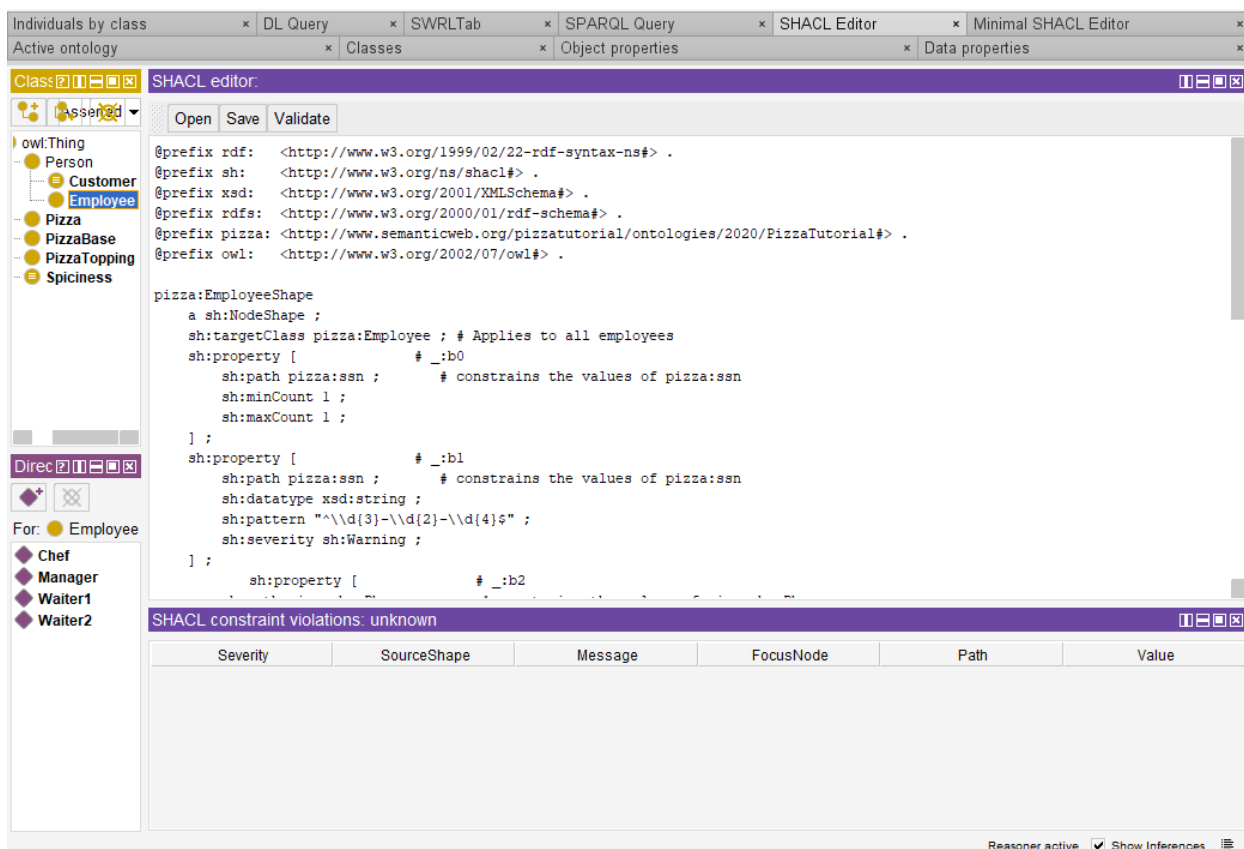 Individuals by class × DL Query × SWRLTab × SPARQL Query × SHACL Editor × Minimal SHACL Editor ×
Active ontology × Classes × Object properties × Data properties ×
Class
SHACL editor:
Open Save Validate
owl:Thing
Person
Customer
Employee
Pizza
PizzaBase
PizzaTopping
Spiciness
@prefix rdf:   <http://www.w3.org/1999/02/22-rdf-syntax-ns#> .
@prefix sh:    <http://www.w3.org/ns/shacl#> .
@prefix xsd:   <http://www.w3.org/2001/XMLSchema#> .
@prefix rdfs:  <http://www.w3.org/2000/01/rdf-schema#> .
@prefix pizza: <http://www.semanticweb.org/pizzatutorial/ontologies/2020/PizzaTutorial#> .
@prefix owl:   <http://www.w3.org/2002/07/owl#> .
pizza:EmployeeShape
a sh:NodeShape ;
sh:targetClass pizza:Employee ; # Applies to all employees
sh:property [ # _:b0
sh:path pizza:ssn ; # constrains the values of pizza:ssn
sh:minCount 1 ;
sh:maxCount 1 ;
] ;
sh:property [ # _:b1
sh:path pizza:ssn ; # constrains the values of pizza:ssn
sh:datatype xsd:string ;
sh:pattern "^\\d{3}-\\d{2}-\\d{4}$" ;
sh:severity sh:Warning ;
] ;
sh:property [ # _:b2
Direc
For: Employee
Chef
Manager
Waiter1
Waiter2
SHACL constraint violations: unknown
Severity SourceShape Message FocusNode Path Value
Reasoner active Show Inferences